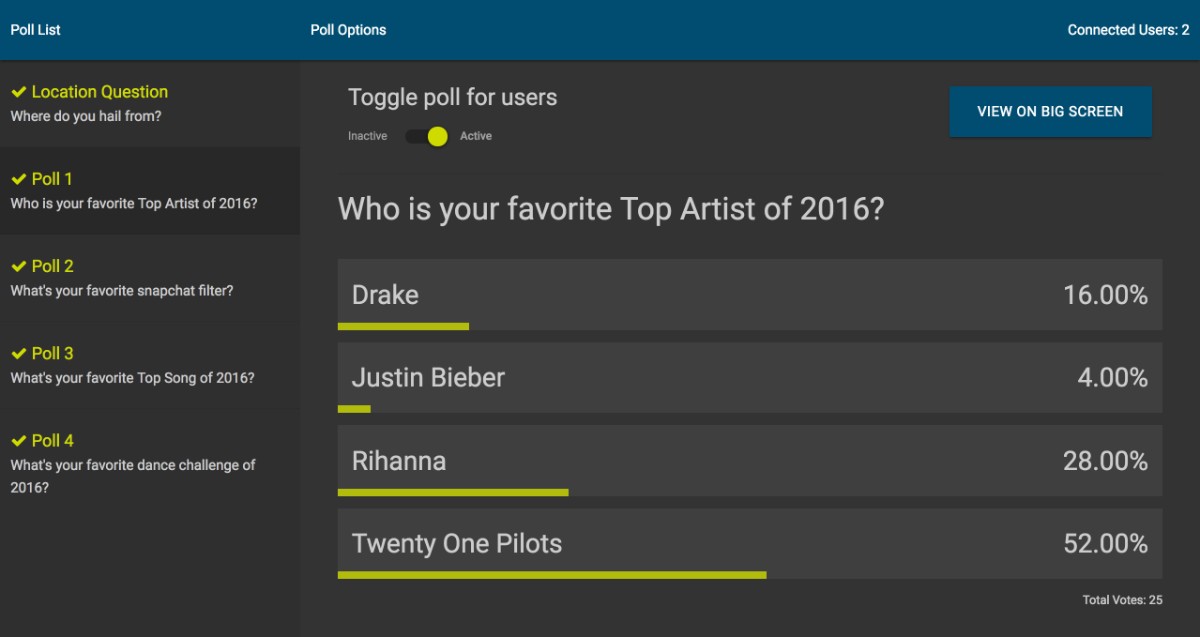 Poll List
Poll Options
Connected Users: 2
Location Question
Where do you hail from?
Poll 1
Who is your favorite Top Artist of 2016?
Poll 2
What's your favorite snapchat filter?
Poll 3
What's your favorite Top Song of 2016?
Poll 4
What's your favorite dance challenge of
2016?
Toggle poll for users
Inactive
Active
VIEW ON BIG SCREEN
Who is your favorite Top Artist of 2016?
Drake 16.00%
Justin Bieber 4.00%
Rihanna 28.00%
Twenty One Pilots 52.00%
Total Votes: 25